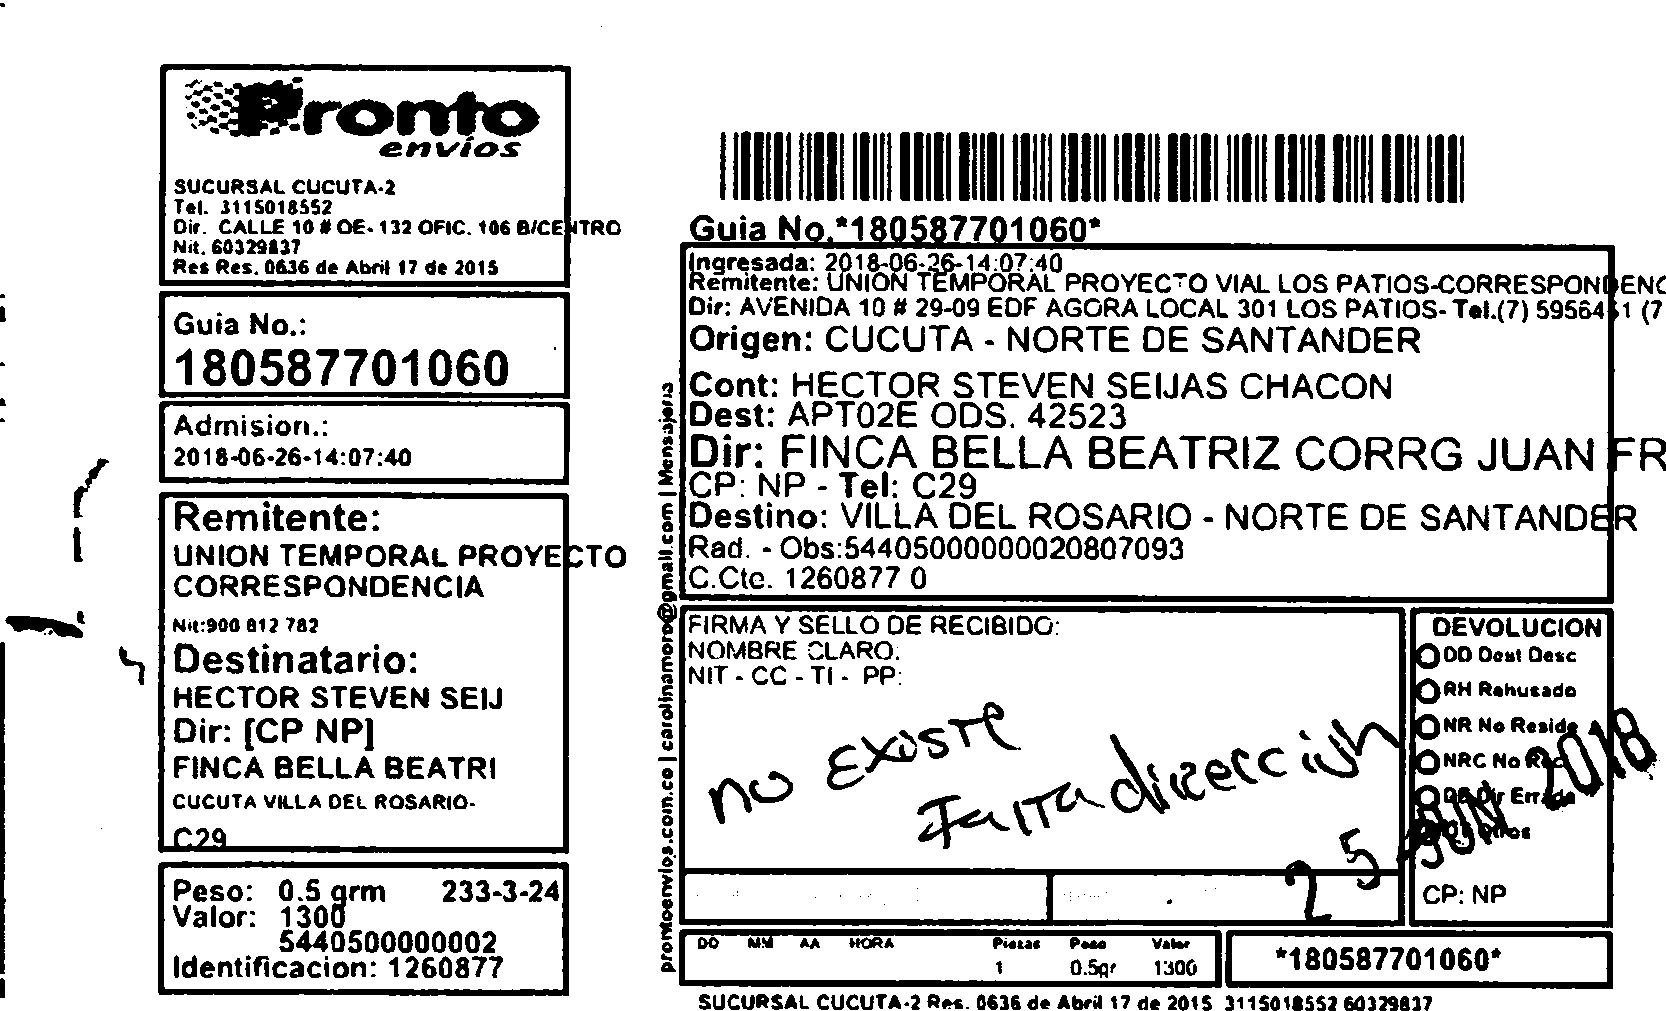 Pronto
envios
SUCURSAL CUCUTA-2
Tel. 3115018552
Dir. CALLE 10 # OE-132 OFIC. 106 B/CENTRO
Nit. 60329837
Res Res. 0636 de Abril 17 de 2015
Guia No.:
180587701060
Admision.:
2018-06-26-14:07:40
Remitente:
UNION TEMPORAL PROYECTO
CORRESPONDENCIA
Nit:900 812 782
Destinatario:
HECTOR STEVEN SEIJ
Dir: [CP NP]
FINCA BELLA BEATRI
CUCUTA VILLA DEL ROSARIO-
C29
Peso: 0.5 grm 233-3-24
Valor: 1300
5440500000002
Identificacion: 1260877
prontoenvios.com.co | carolinamoro@gmail.com | Mensajeria
Guia No.*180587701060*
Ingresada: 2018-06-26-14:07:40
Remitente: UNION TEMPORAL PROYECTO VIAL LOS PATIOS-CORRESPONDENC
Dir: AVENIDA 10 # 29-09 EDF AGORA LOCAL 301 LOS PATIOS- Tel.(7) 5956451 (7
Origen: CUCUTA - NORTE DE SANTANDER
Cont: HECTOR STEVEN SEIJAS CHACON
Dest: APT02E ODS. 42523
Dir: FINCA BELLA BEATRIZ CORRG JUAN FR
CP: NP - Tel: C29
Destino: VILLA DEL ROSARIO - NORTE DE SANTANDER
Rad. - Obs:544050000000020807093
C.Cte. 1260877 0
FIRMA Y SELLO DE RECIBIDO:
NOMBRE CLARO:
NIT - CC - TI - PP:
no EXISTE
Falta dirección
25 JUN 2018
DEVOLUCION
DD Dest Desc
RH Rehusado
NR No Reside
NRC No Rec
DE Dir Errada
Otros
CP: NP
DD MM AA HORA Piezas Peso Valor
1 0.5gr 1300
*180587701060*
SUCURSAL CUCUTA-2 Res. 0636 de Abril 17 de 2015 3115018552 60329837